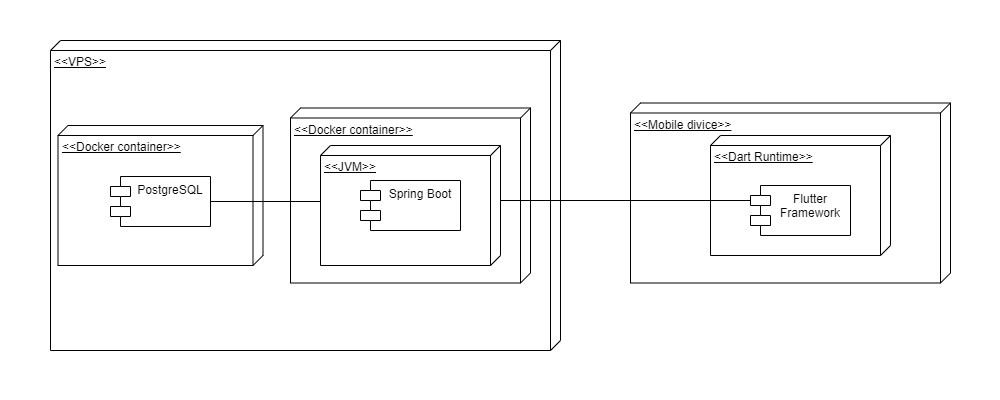 <<VPS>>
<<Docker container>>
PostgreSQL
<<Docker container>>
<<JVM>>
Spring Boot
<<Mobile divice>>
<<Dart Runtime>>
Flutter
Framework